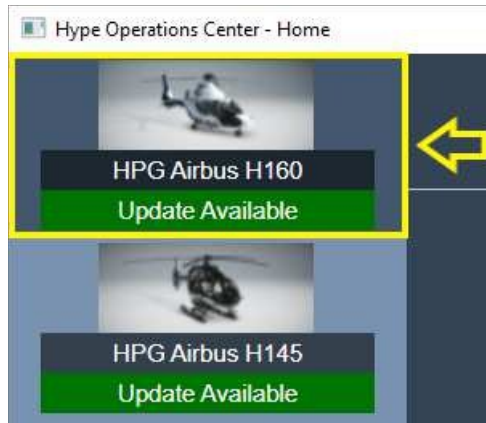 Hype Operations Center - Home
HPG Airbus H160
Update Available
HPG Airbus H145
Update Available